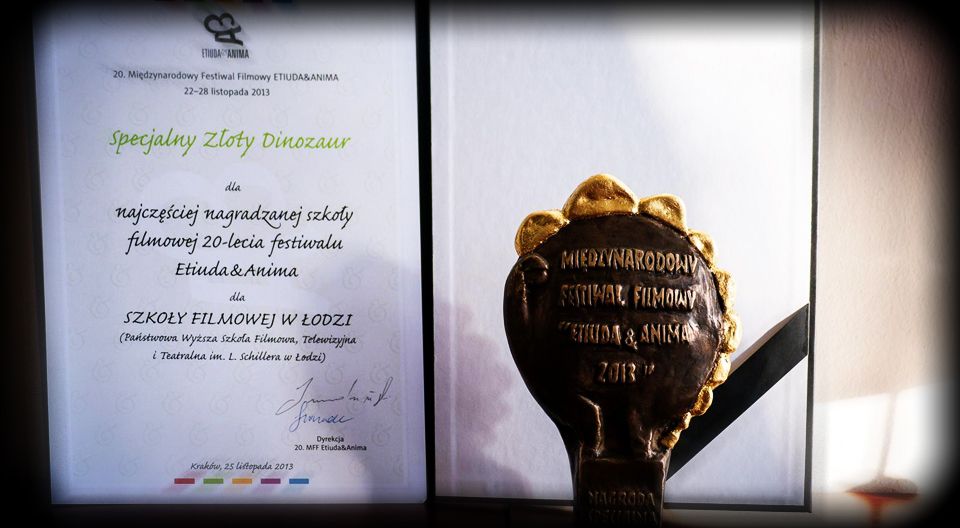 ETIUDA&ANIMA
20. Międzynarodowy Festiwal Filmowy ETIUDA&ANIMA
22–28 listopada 2013
Specjalny Złoty Dinozaur
dla
najczęściej nagradzanej szkoły
filmowej 20-lecia festiwalu
Etiuda&Anima
dla
SZKOŁY FILMOWEJ W ŁODZI
(Państwowa Wyższa Szkoła Filmowa, Telewizyjna
i Teatralna im. L. Schillera w Łodzi)
Dyrekcja
20. MFF Etiuda&Anima
Kraków, 25 listopada 2013
MIĘDZYNARODOWY
FESTIWAL FILMOWY
"ETIUDA & ANIMA
2013"
NAGRODA
SPECJALNA